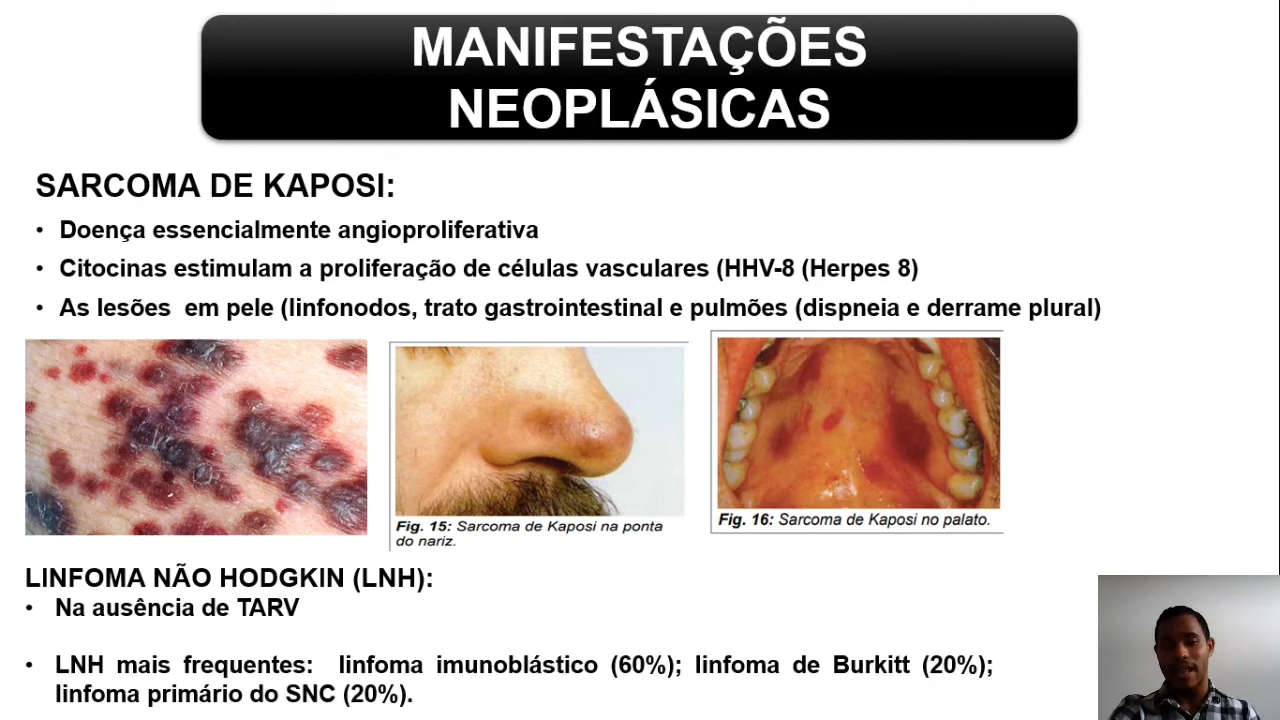 MANIFESTAÇÕES
NEOPLÁSICAS
SARCOMA DE KAPOSI:
• Doença essencialmente angioproliferativa
• Citocinas estimulam a proliferação de células vasculares (HHV-8 (Herpes 8)
• As lesões em pele (linfonodos, trato gastrointestinal e pulmões (dispneia e derrame plural)
Fig. 15: Sarcoma de Kaposi na ponta
do nariz.
Fig. 16: Sarcoma de Kaposi no palato.
LINFOMA NÃO HODGKIN (LNH):
• Na ausência de TARV
• LNH mais frequentes: linfoma imunoblástico (60%); linfoma de Burkitt (20%);
linfoma primário do SNC (20%).